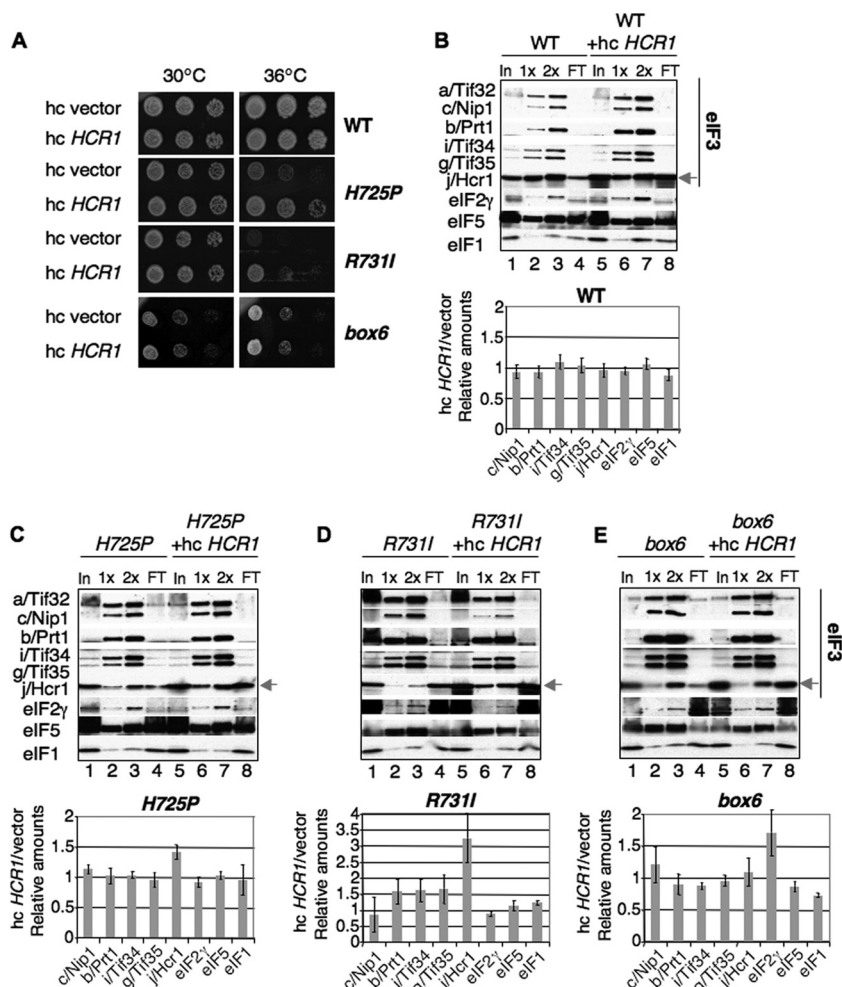 A
30°C 36°C
hc vector
hc HCR1
WT
hc vector
hc HCR1
H725P
hc vector
hc HCR1
R731I
hc vector
hc HCR1
box6
B
WT
WT +hc HCR1
In 1x 2x FT In 1x 2x FT
a/Tif32
c/Nip1
b/Prt1
i/Tif34
g/Tif35
j/Hcr1
eIF2γ
eIF5
eIF1
eIF3
1 2 3 4 5 6 7 8
WT
hc HCR1/vector
Relative amounts
2
1.5
1
0.5
0
c/Nip1
b/Prt1
i/Tif34
g/Tif35
j/Hcr1
eIF2γ
eIF5
eIF1
C
H725P
H725P +hc HCR1
In 1x 2x FT In 1x 2x FT
a/Tif32
c/Nip1
b/Prt1
i/Tif34
g/Tif35
j/Hcr1
eIF2γ
eIF5
eIF1
1 2 3 4 5 6 7 8
H725P
hc HCR1/vector
Relative amounts
2
1.5
1
0.5
0
c/Nip1
b/Prt1
i/Tif34
g/Tif35
j/Hcr1
eIF2γ
eIF5
eIF1
D
R731I
R731I +hc HCR1
In 1x 2x FT In 1x 2x FT
1 2 3 4 5 6 7 8
R731I
hc HCR1/vector
Relative amounts
4
3.5
3
2.5
2
1.5
1
0.5
0
c/Nip1
b/Prt1
i/Tif34
g/Tif35
j/Hcr1
eIF2γ
eIF5
eIF1
E
box6
box6 +hc HCR1
In 1x 2x FT In 1x 2x FT
eIF3
1 2 3 4 5 6 7 8
box6
hc HCR1/vector
Relative amounts
2
1.5
1
0.5
0
c/Nip1
b/Prt1
i/Tif34
g/Tif35
j/Hcr1
eIF2γ
eIF5
eIF1